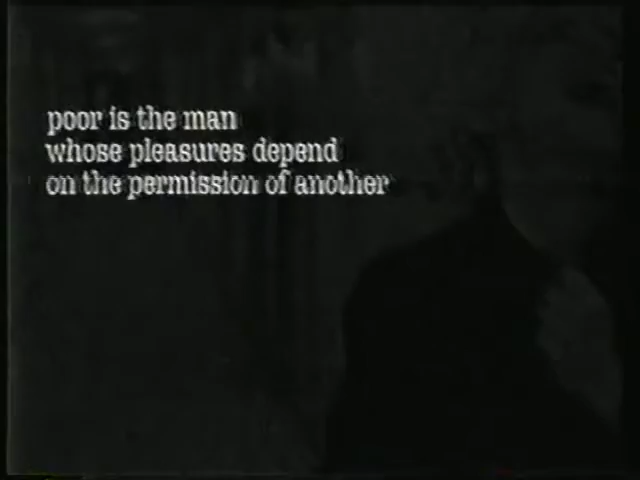 poor is the man
whose pleasures depend
on the permission of another